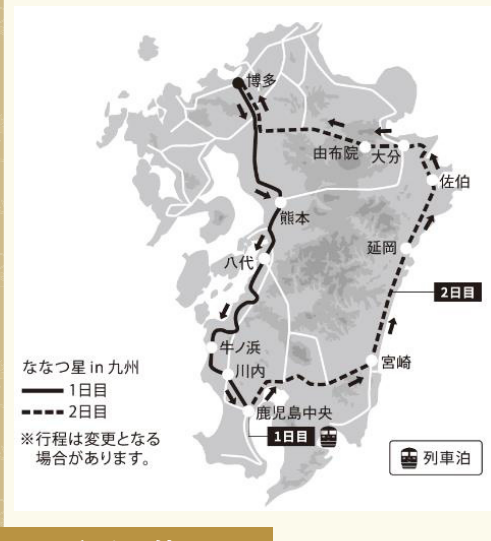 博多
由布院
大分
佐伯
熊本
延岡
八代
2日目
牛ノ浜
宮崎
川内
鹿児島中央
1日目
ななつ星 in 九州
1日目
2日目
※行程は変更となる
場合があります。
列車泊